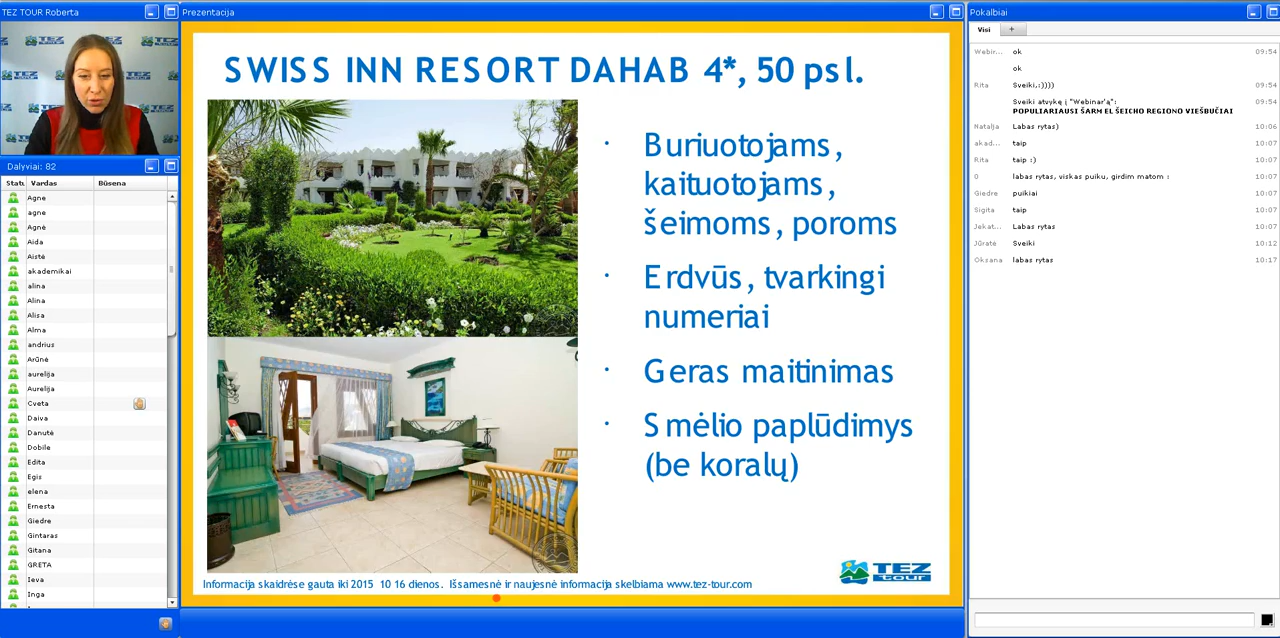 TEZ TOUR Roberta
TEZ
Dalyviai: 82
Statu Vardas Būsena
Agne
agne
Agnė
Aida
Aistė
akademikai
alina
Alina
Alisa
Alma
andrius
Arūnė
aurelija
Aurelija
Cveta
Daiva
Danutė
Dobile
Edita
Egis
elena
Ernesta
Giedre
Gintaras
Gitana
GRETA
Ieva
Inga
Prezentacija
SWISS INN RESORT DAHAB 4*, 50 psl.
· Buriuotojams,
kaituotojams,
šeimoms, poroms
· Erdvūs, tvarkingi
numeriai
· Geras maitinimas
· Smėlio paplūdimys
(be koralų)
TEZ
tour
Informacija skaidrėse gauta iki 2015 10 16 dienos. Išsamesnė ir naujesnė informacija skelbiama www.tez-tour.com
Pokalbiai
Visi +
Webir... ok 09:54
ok
Rita Sveiki,:)))) 09:54
Sveiki atvykę į "Webinar'ą": 09:54
POPULIARIAUSI ŠARM EL ŠEICHO REGIONO VIEŠBUČIAI
Natalja Labas rytas) 10:06
akad... taip 10:07
Rita taip :) 10:07
0 labas rytas, viskas puiku, girdim matom : 10:07
Giedre puikiai 10:07
Sigita taip 10:07
Jekat... Labas rytas 10:07
Jūratė Sveiki 10:12
Oksana labas rytas 10:17